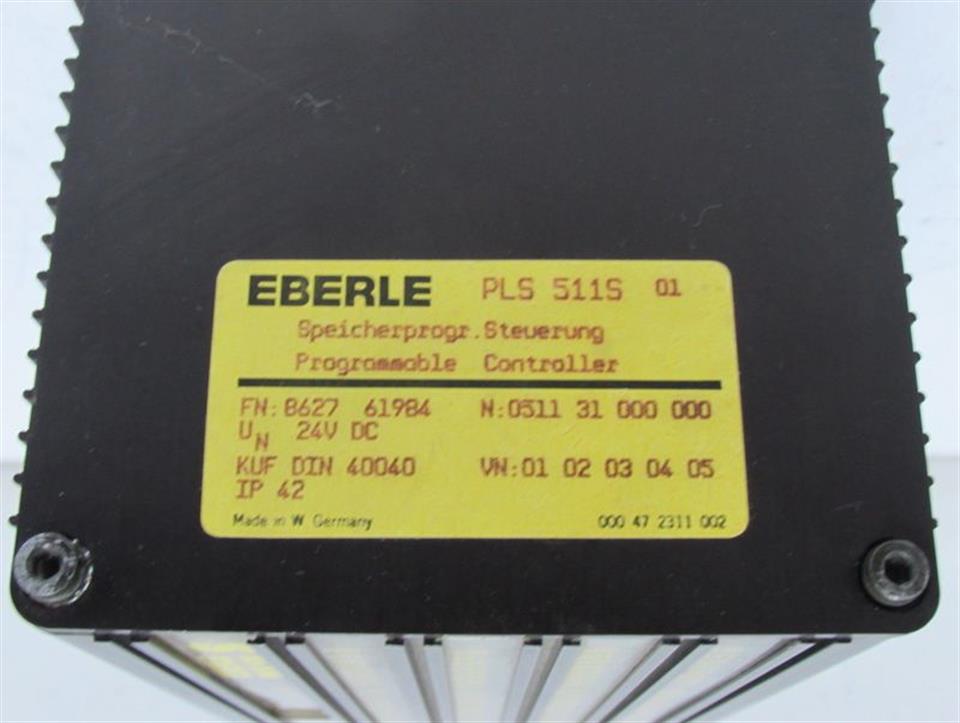 EBERLE PLS 511S 01
Speicherprogr.Steuerung
Programmable Controller
FN: B627 61984 N:0511 31 000 000
UN 24V DC
KUF DIN 40040 VN:01 02 03 04 05
IP 42
Made in W. Germany 000 47 2311 002